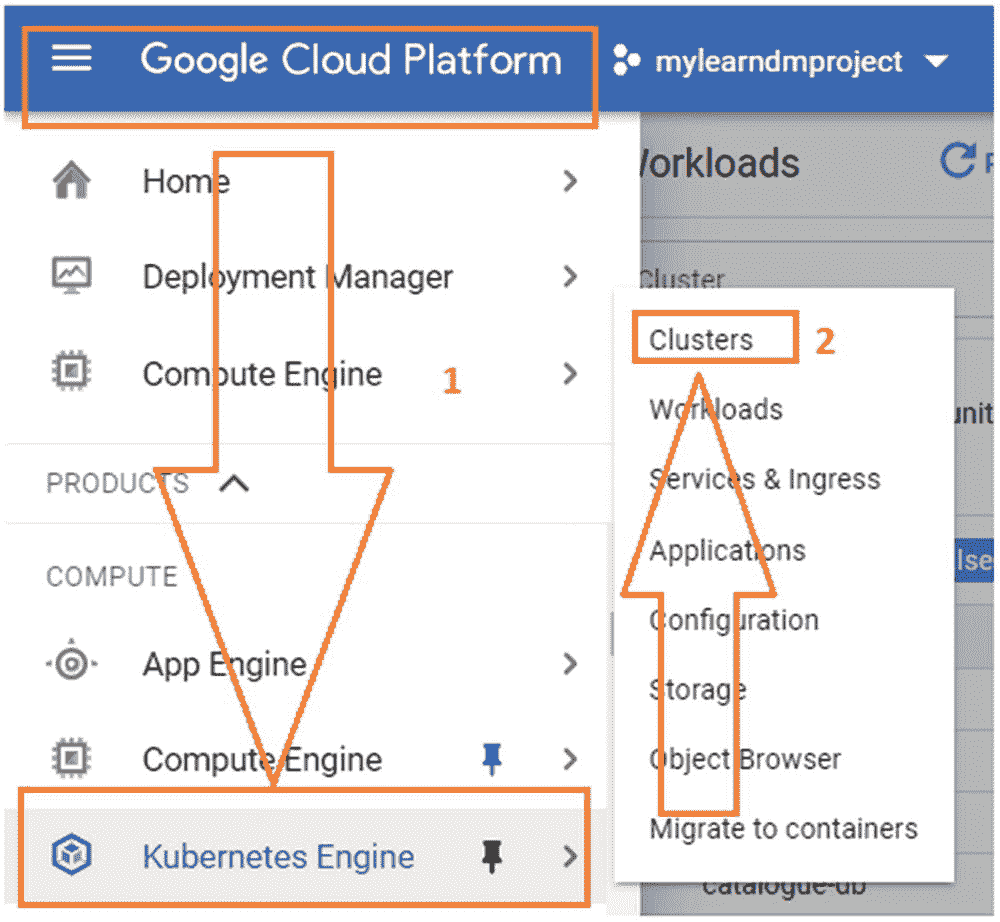 Google Cloud Platform
mylearndmproject
Home
Deployment Manager
Compute Engine
1
PRODUCTS
COMPUTE
App Engine
Compute Engine
Kubernetes Engine
Workloads
Cluster
Clusters
2
Workloads
Services & Ingress
Applications
Configuration
Storage
Object Browser
Migrate to containers
catalogue-db